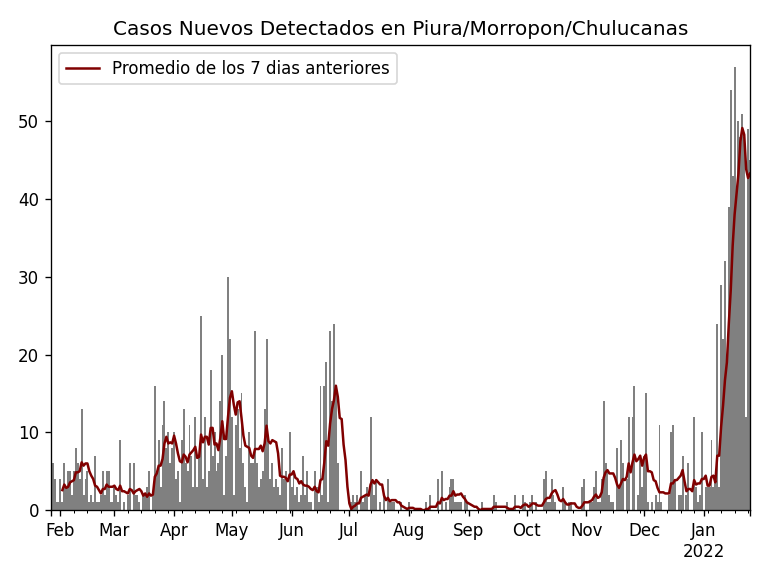 Casos Nuevos Detectados en Piura/Morropon/Chulucanas
Promedio de los 7 dias anteriores
50
40
30
20
10
0
Feb Mar Apr May Jun Jul Aug Sep Oct Nov Dec Jan
2022